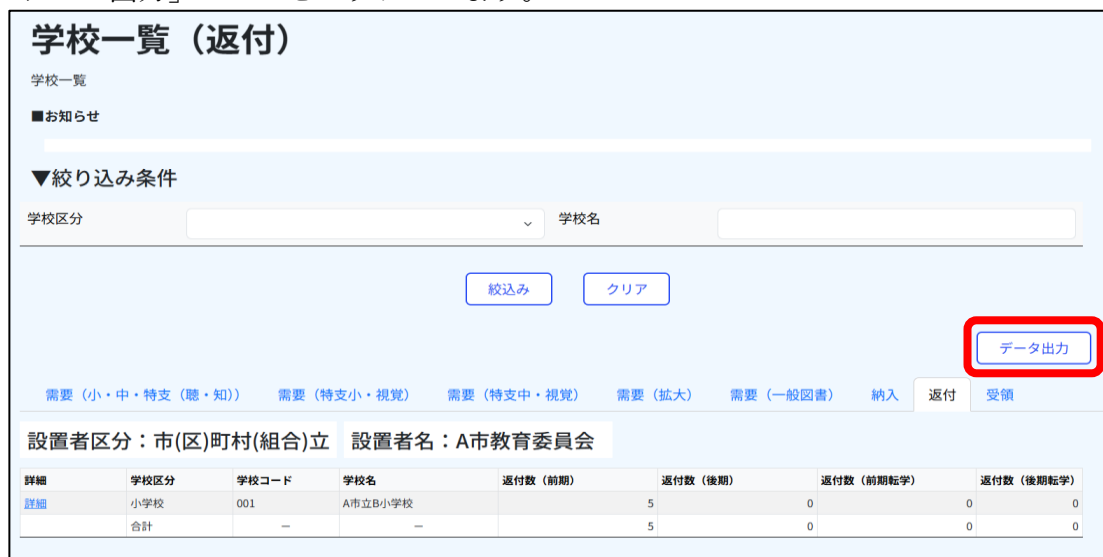 学校一覧（返付）
学校一覧
■お知らせ
▼絞り込み条件
学校区分 学校名
絞込み クリア
データ出力
需要（小・中・特支（聴・知）） 需要（特支小・視覚） 需要（特支中・視覚） 需要（拡大） 需要（一般図書） 納入 返付 受領
設置者区分：市(区)町村(組合)立 設置者名：A市教育委員会
詳細 学校区分 学校コード 学校名 返付数（前期） 返付数（後期） 返付数（前期転学） 返付数（後期転学）
詳細 小学校 001 A市立B小学校 5 0 0 0
合計 － － 5 0 0 0